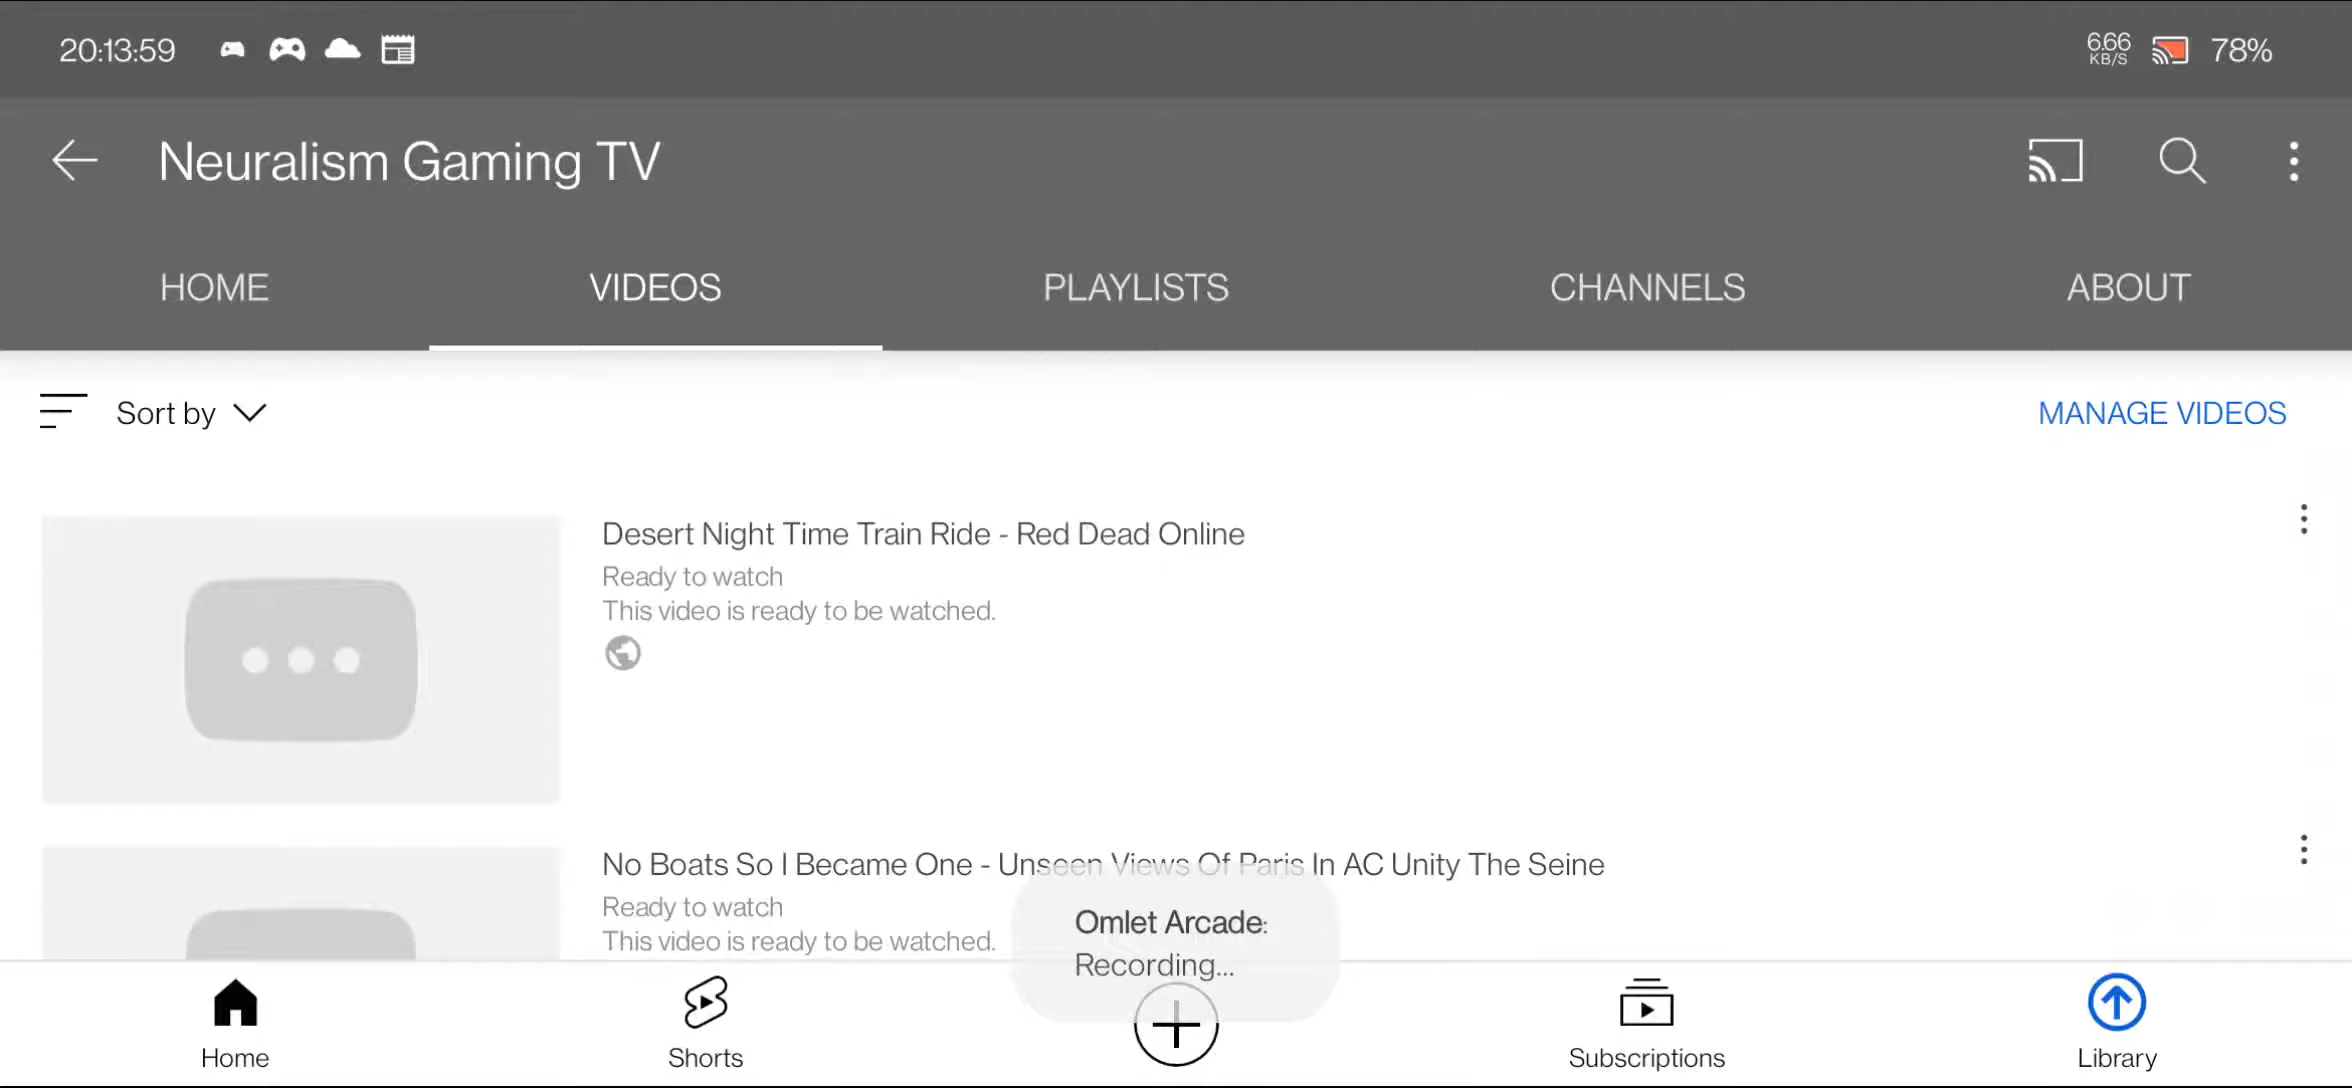 20:13:59
6.66 KB/S
78%
Neuralism Gaming TV
HOME VIDEOS PLAYLISTS CHANNELS ABOUT
Sort by
MANAGE VIDEOS
Desert Night Time Train Ride - Red Dead Online
Ready to watch
This video is ready to be watched.
No Boats So I Became One - Unseen Views Of Paris In AC Unity The Seine
Ready to watch
This video is ready to be watched.
Omlet Arcade:
Recording...
Home Shorts Subscriptions Library